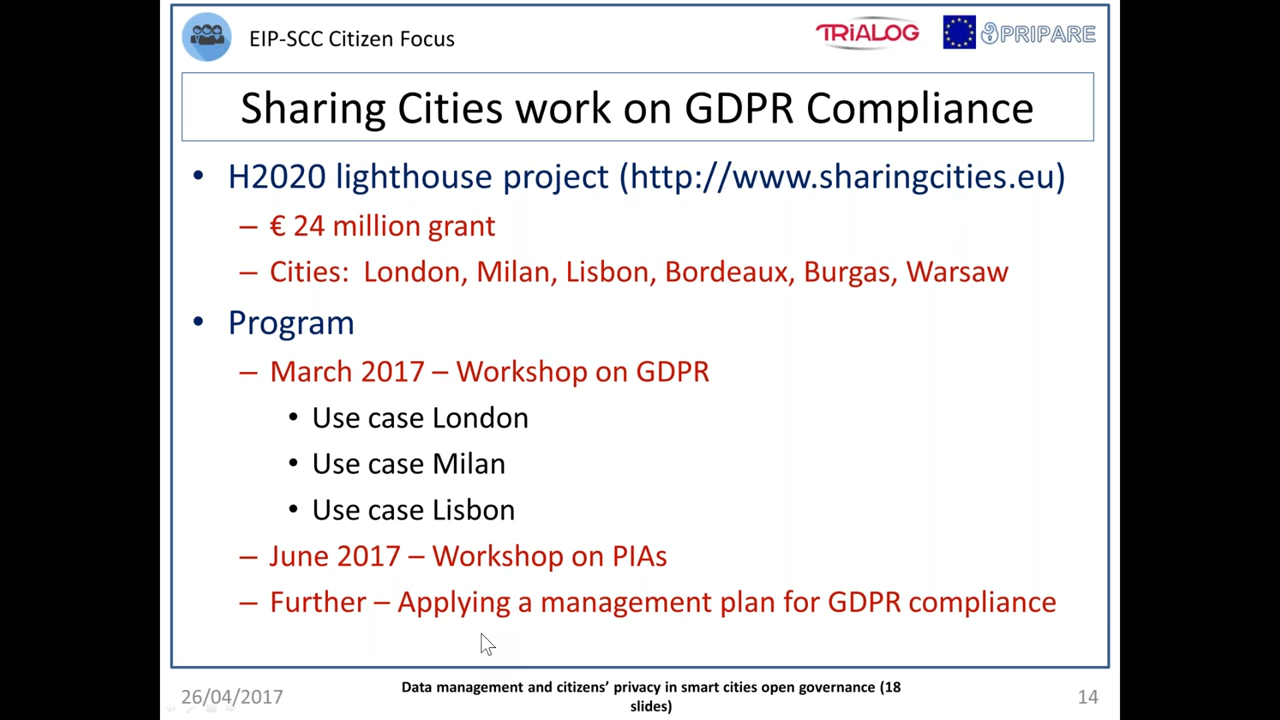 EIP-SCC Citizen Focus
TRIALOG
PRIPARE
Sharing Cities work on GDPR Compliance
• H2020 lighthouse project (http://www.sharingcities.eu)
– € 24 million grant
– Cities: London, Milan, Lisbon, Bordeaux, Burgas, Warsaw
• Program
– March 2017 – Workshop on GDPR
• Use case London
• Use case Milan
• Use case Lisbon
– June 2017 – Workshop on PIAs
– Further – Applying a management plan for GDPR compliance
26/04/2017
Data management and citizens’ privacy in smart cities open governance (18
slides)
14